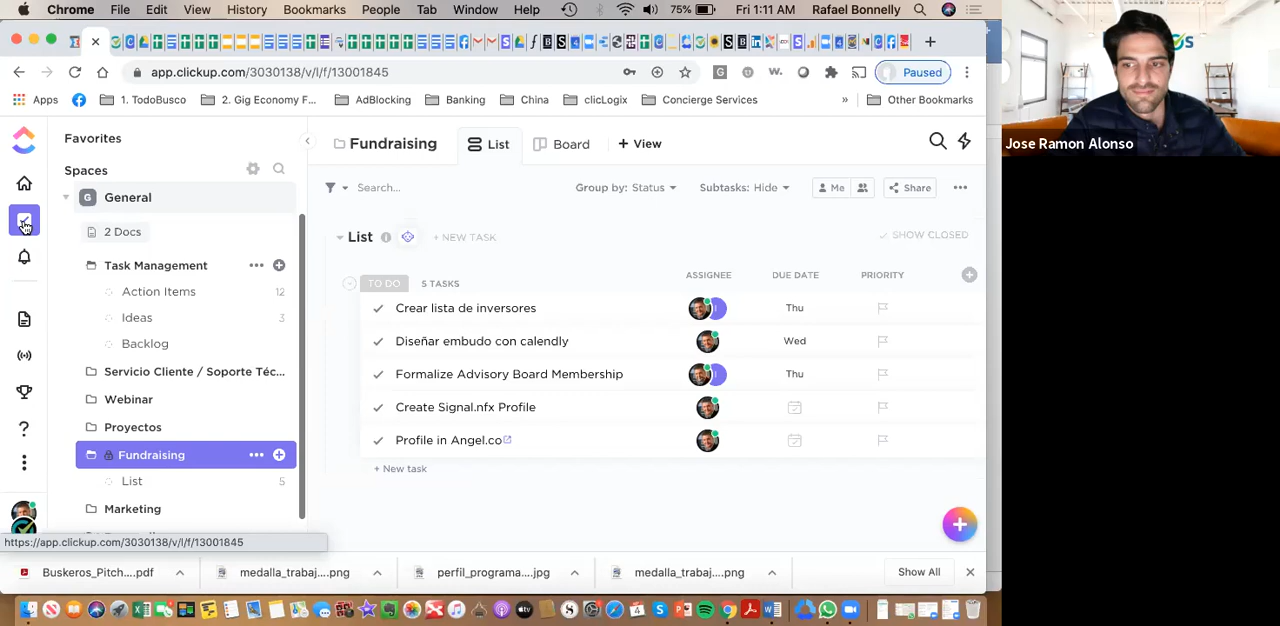 Chrome File Edit View History Bookmarks People Tab Window Help 75% Fri 1:11 AM Rafael Bonnelly
app.clickup.com/3030138/v/l/f/13001845 Paused
Apps 1. TodoBusco 2. Gig Economy F... AdBlocking Banking China clicLogix Concierge Services » Other Bookmarks
Favorites
Spaces
G General
2 Docs
Task Management
Action Items 12
Ideas 3
Backlog
Servicio Cliente / Soporte Téc...
Webinar
Proyectos
Fundraising
List 5
Marketing
https://app.clickup.com/3030138/v/l/f/13001845
Fundraising List Board + View
Search... Group by: Status Subtasks: Hide Me Share
List + NEW TASK SHOW CLOSED
TO DO 5 TASKS ASSIGNEE DUE DATE PRIORITY
Crear lista de inversores Thu
Diseñar embudo con calendly Wed
Formalize Advisory Board Membership Thu
Create Signal.nfx Profile
Profile in Angel.co
+ New task
Buskeros_Pitch....pdf medalla_trabaj....png perfil_programa....jpg medalla_trabaj....png Show All
Jose Ramon Alonso